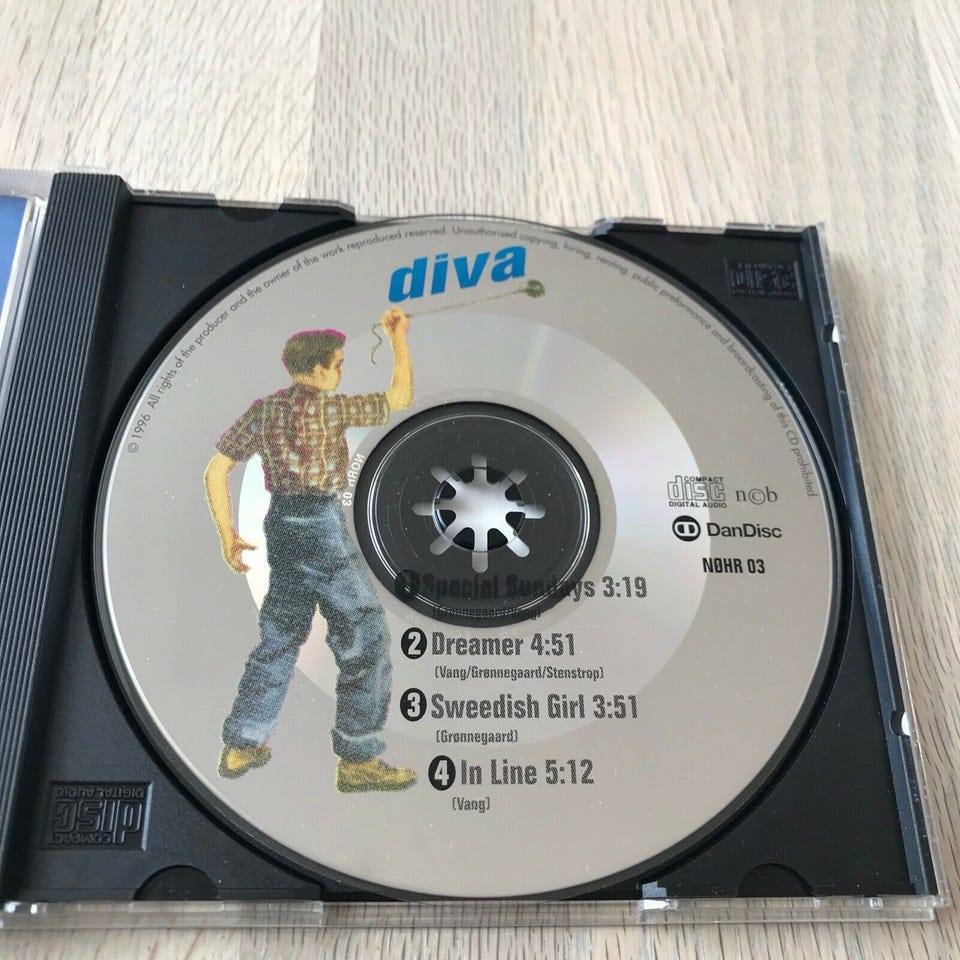 diva
© 1996 All rights of the producer and the owner of the work reproduced reserved. Unauthorised copying, hiring, renting, public preformance and broardcasting of this CD prohibited
COMPACT
disc
DIGITAL AUDIO
n©b
DanDisc
NØHR 03
1 Special Sundays 3:19
2 Dreamer 4:51
(Vang/Grønnegaard/Stenstrop)
3 Sweedish Girl 3:51
(Grønnegaard)
4 In Line 5:12
(Vang)
COMPACT
disc
DIGITAL AUDIO